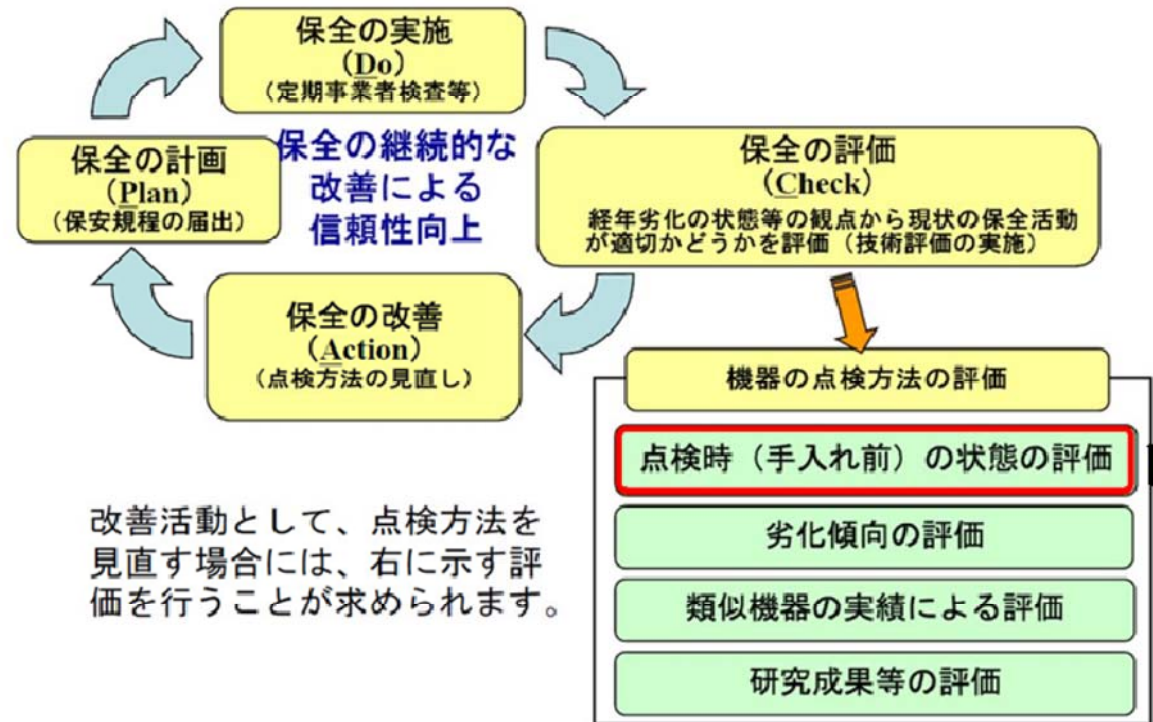 保全の実施
（Do）
（定期事業者検査等）
保全の計画
（Plan）
（保安規程の届出）
保全の継続的な
改善による
信頼性向上
保全の評価
（Check）
経年劣化の状態等の観点から現状の保全活動
が適切かどうかを評価（技術評価の実施）
保全の改善
（Action）
（点検方法の見直し）
機器の点検方法の評価
点検時（手入れ前）の状態の評価
劣化傾向の評価
類似機器の実績による評価
研究成果等の評価
改善活動として、点検方法を
見直す場合には、右に示す評
価を行うことが求められます。